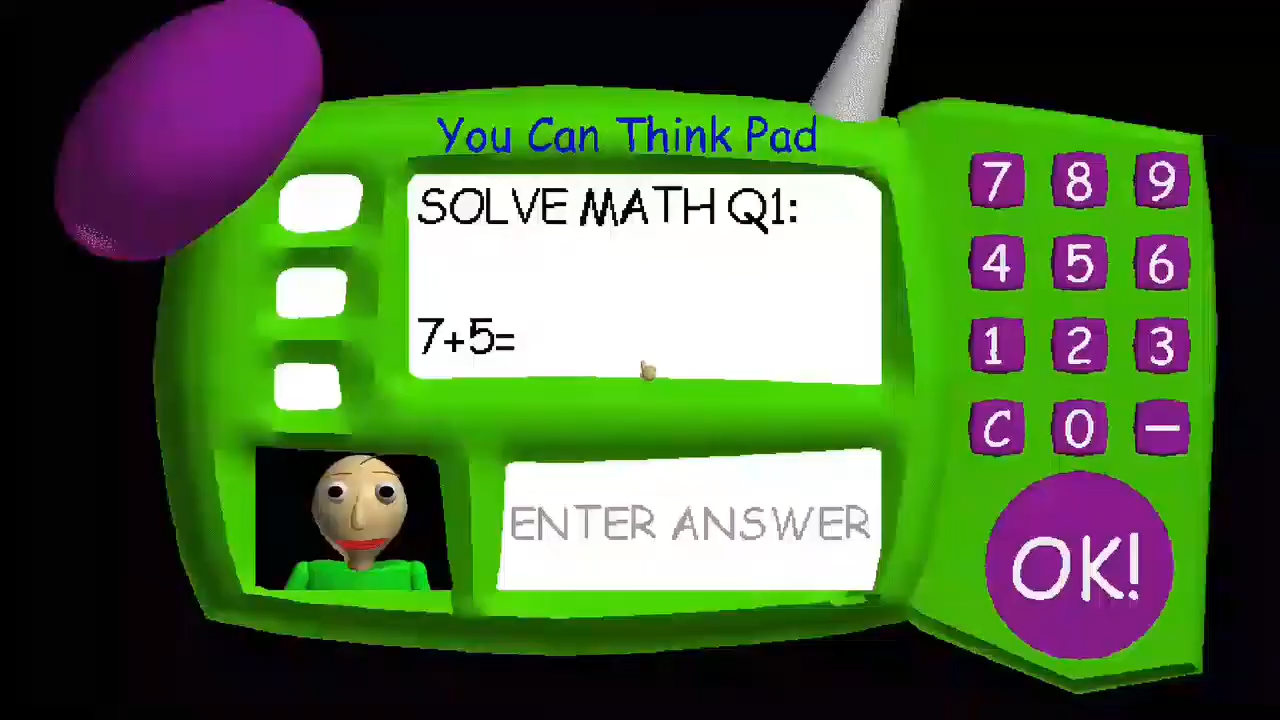 You Can Think Pad
SOLVE MATH Q1:
7+5=
ENTER ANSWER
7 8 9
4 5 6
1 2 3
C 0 —
OK!